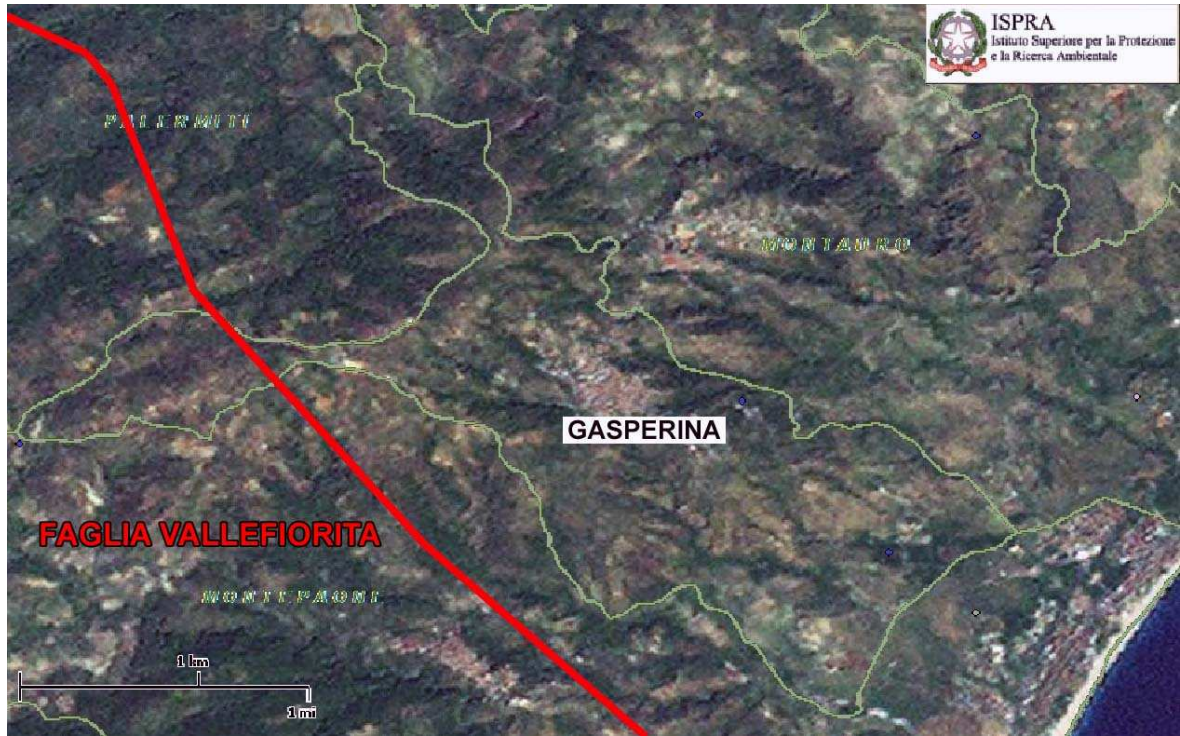 ISPRA
Istituto Superiore per la Protezione
e la Ricerca Ambientale
PALERMITI
MONTAURO
GASPERINA
FAGLIA VALLEFIORITA
MONTEPAONE
1 km
1 mi